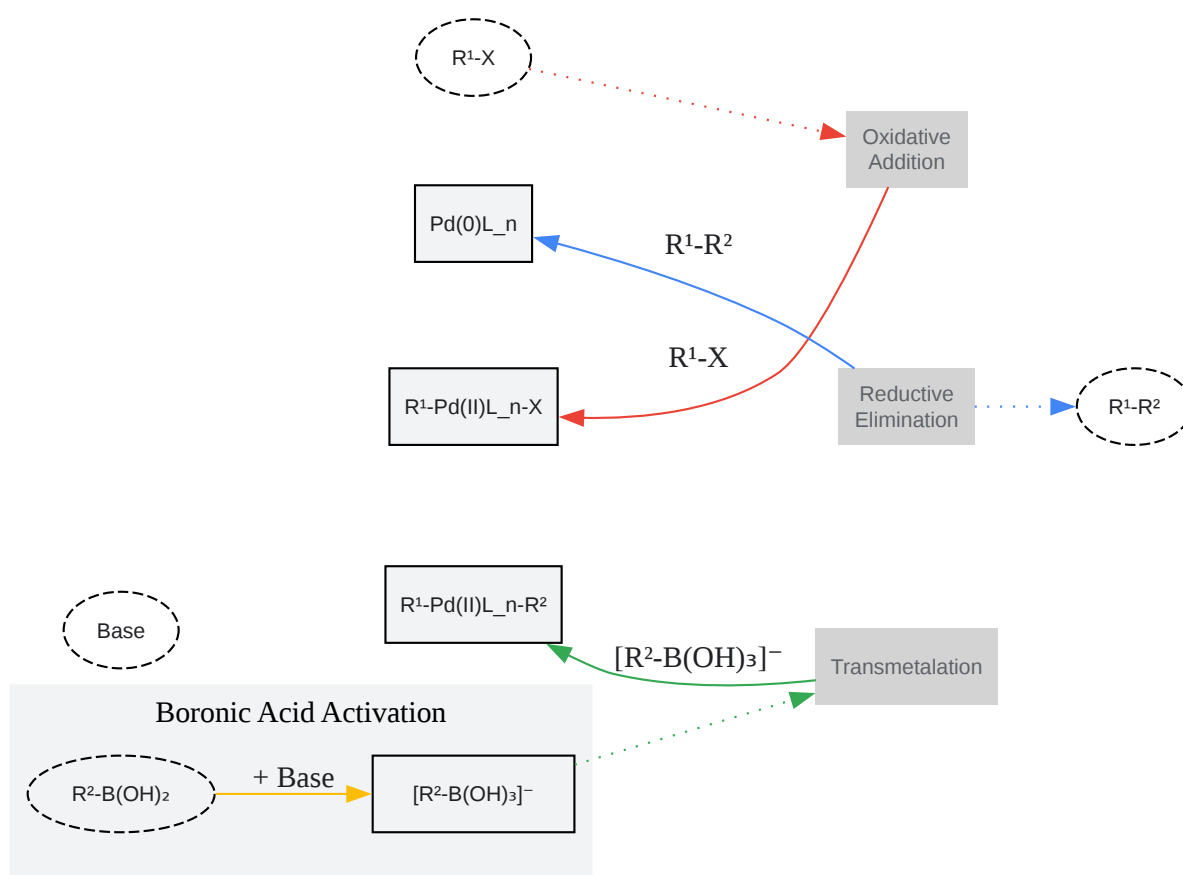 R¹-X
Oxidative
Addition
Pd(0)L_n
R¹-R²
R¹-X
R¹-Pd(II)L_n-X
Reductive
Elimination
R¹-R²
R¹-Pd(II)L_n-R²
Base
[R²-B(OH)₃]⁻
Transmetalation
Boronic Acid Activation
R²-B(OH)₂
+ Base
[R²-B(OH)₃]⁻